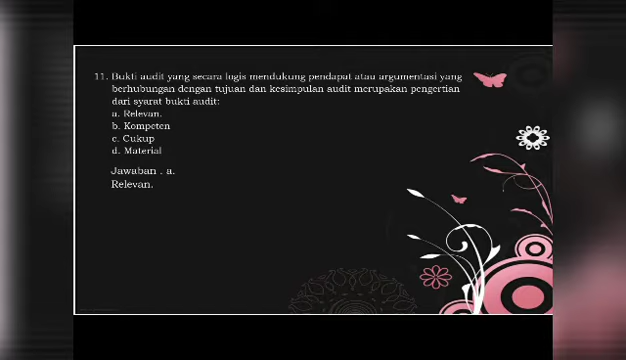 11. Bukti audit yang secara logis mendukung pendapat atau argumentasi yang
berhubungan dengan tujuan dan kesimpulan audit merupakan pengertian
dari syarat bukti audit:
a. Relevan.
b. Kompeten
c. Cukup
d. Material
Jawaban . a.
Relevan.